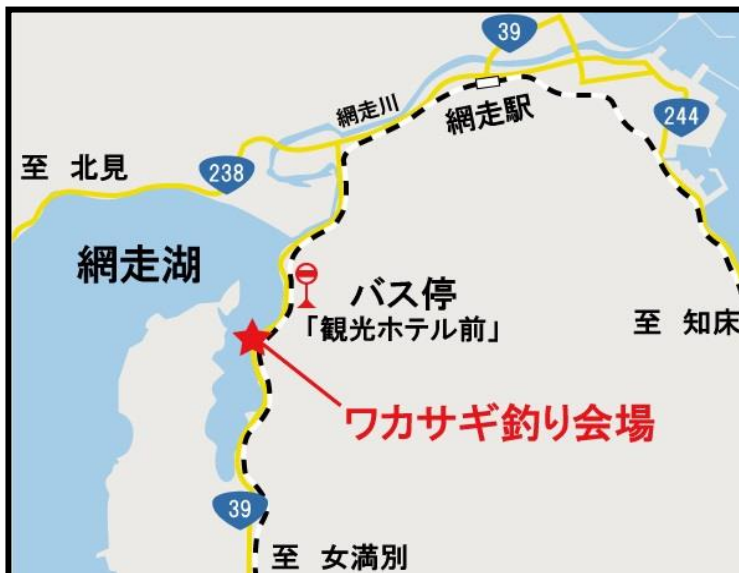 39
網走川
網走駅
244
至 北見
238
網走湖
バス停
「観光ホテル前」
至 知床
ワカサギ釣り会場
39
至 女満別